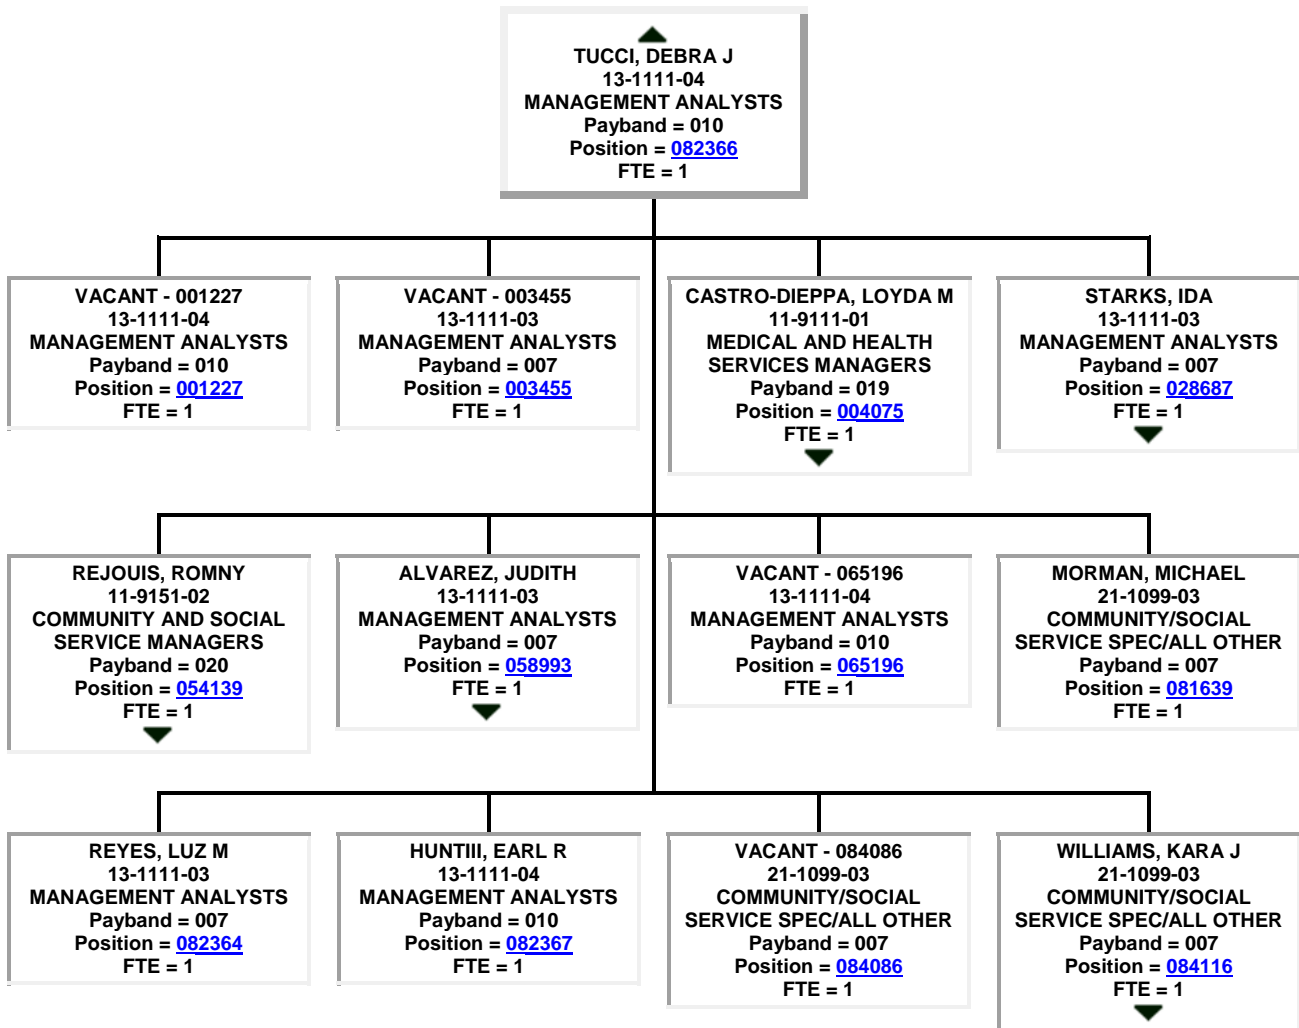 TUCCI, DEBRA J
13-1111-04
MANAGEMENT ANALYSTS
Payband = 010
Position = 082366
FTE = 1
VACANT - 001227
13-1111-04
MANAGEMENT ANALYSTS
Payband = 010
Position = 001227
FTE = 1
VACANT - 003455
13-1111-03
MANAGEMENT ANALYSTS
Payband = 007
Position = 003455
FTE = 1
CASTRO-DIEPPA, LOYDA M
11-9111-01
MEDICAL AND HEALTH
SERVICES MANAGERS
Payband = 019
Position = 004075
FTE = 1
STARKS, IDA
13-1111-03
MANAGEMENT ANALYSTS
Payband = 007
Position = 028687
FTE = 1
REJOUIS, ROMNY
11-9151-02
COMMUNITY AND SOCIAL
SERVICE MANAGERS
Payband = 020
Position = 054139
FTE = 1
ALVAREZ, JUDITH
13-1111-03
MANAGEMENT ANALYSTS
Payband = 007
Position = 058993
FTE = 1
VACANT - 065196
13-1111-04
MANAGEMENT ANALYSTS
Payband = 010
Position = 065196
FTE = 1
MORMAN, MICHAEL
21-1099-03
COMMUNITY/SOCIAL
SERVICE SPEC/ALL OTHER
Payband = 007
Position = 081639
FTE = 1
REYES, LUZ M
13-1111-03
MANAGEMENT ANALYSTS
Payband = 007
Position = 082364
FTE = 1
HUNTIII, EARL R
13-1111-04
MANAGEMENT ANALYSTS
Payband = 010
Position = 082367
FTE = 1
VACANT - 084086
21-1099-03
COMMUNITY/SOCIAL
SERVICE SPEC/ALL OTHER
Payband = 007
Position = 084086
FTE = 1
WILLIAMS, KARA J
21-1099-03
COMMUNITY/SOCIAL
SERVICE SPEC/ALL OTHER
Payband = 007
Position = 084116
FTE = 1